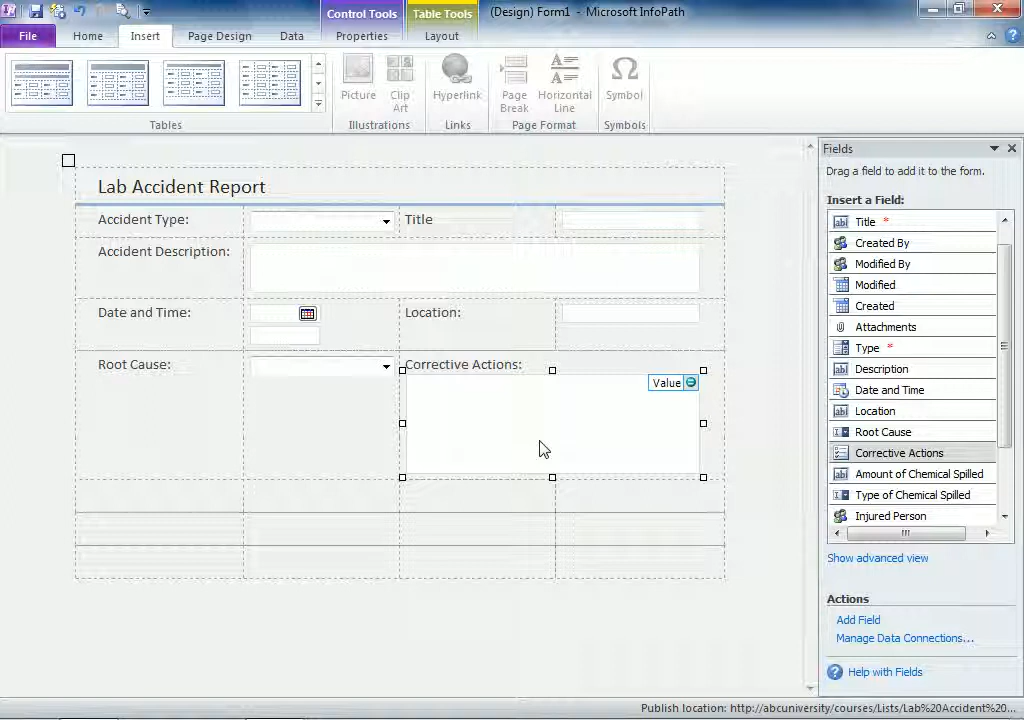 Control Tools
Table Tools
(Design) Form1 - Microsoft InfoPath
File
Home
Insert
Page Design
Data
Properties
Layout
Picture
Clip
Art
Hyperlink
Page
Break
Horizontal
Line
Symbol
Tables
Illustrations
Links
Page Format
Symbols
Lab Accident Report
Accident Type:
Title
Accident Description:
Date and Time:
Location:
Root Cause:
Corrective Actions:
Value
Fields
Drag a field to add it to the form.
Insert a Field:
Title *
Created By
Modified By
Modified
Created
Attachments
Type *
Description
Date and Time
Location
Root Cause
Corrective Actions
Amount of Chemical Spilled
Type of Chemical Spilled
Injured Person
Show advanced view
Actions
Add Field
Manage Data Connections...
Help with Fields
Publish location: http://abcuniversity/courses/Lists/Lab%20Accident%20...